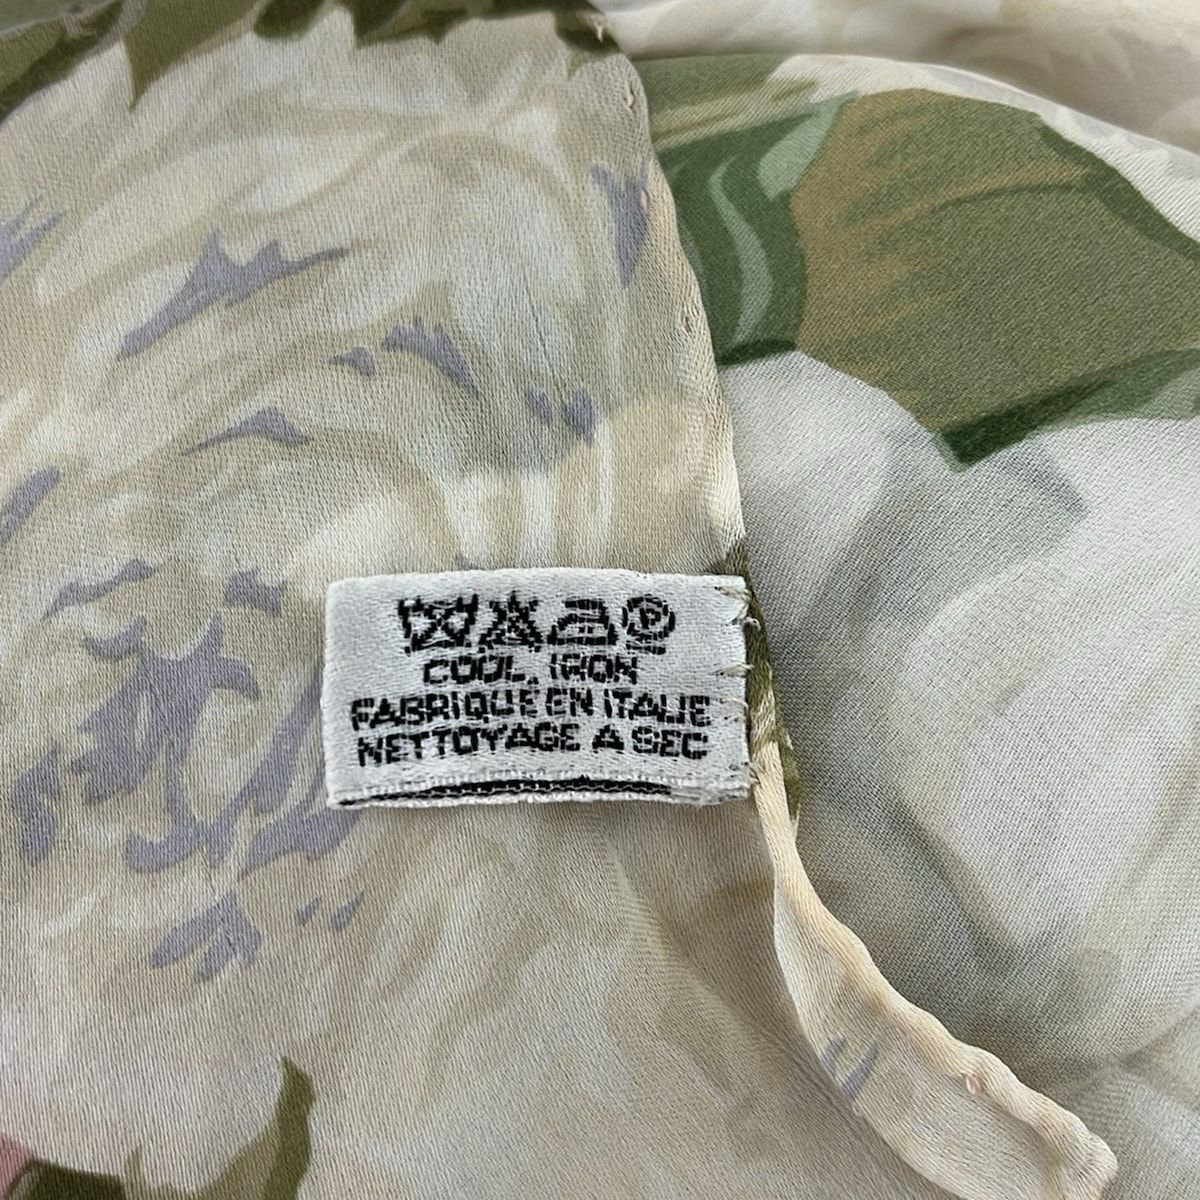 P
COOL IRON
FABRIQUE EN ITALIE
NETTOYAGE A SEC